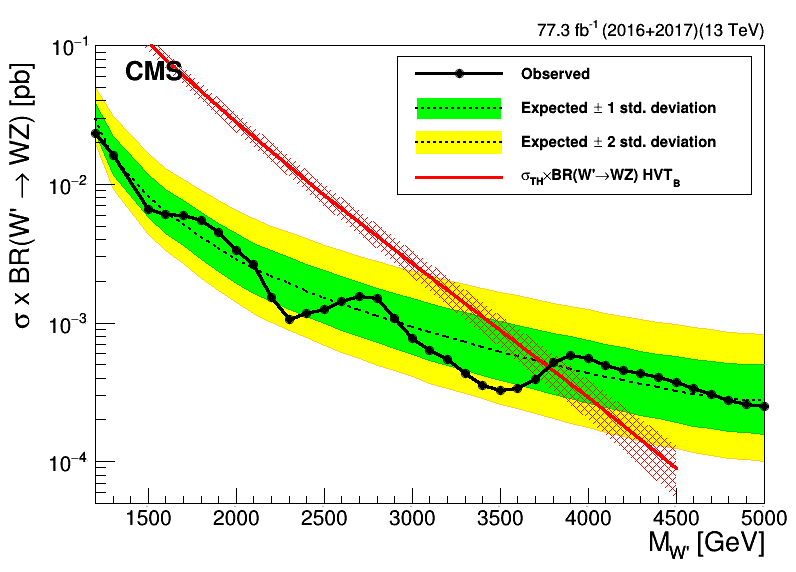 77.3 fb⁻¹ (2016+2017)(13 TeV)
CMS
Observed
Expected ± 1 std. deviation
Expected ± 2 std. deviation
σ_TH×BR(W'→WZ) HVT_B
σ x BR(W' → WZ) [pb]
10⁻¹
10⁻²
10⁻³
10⁻⁴
1500 2000 2500 3000 3500 4000 4500 5000
M_W' [GeV]